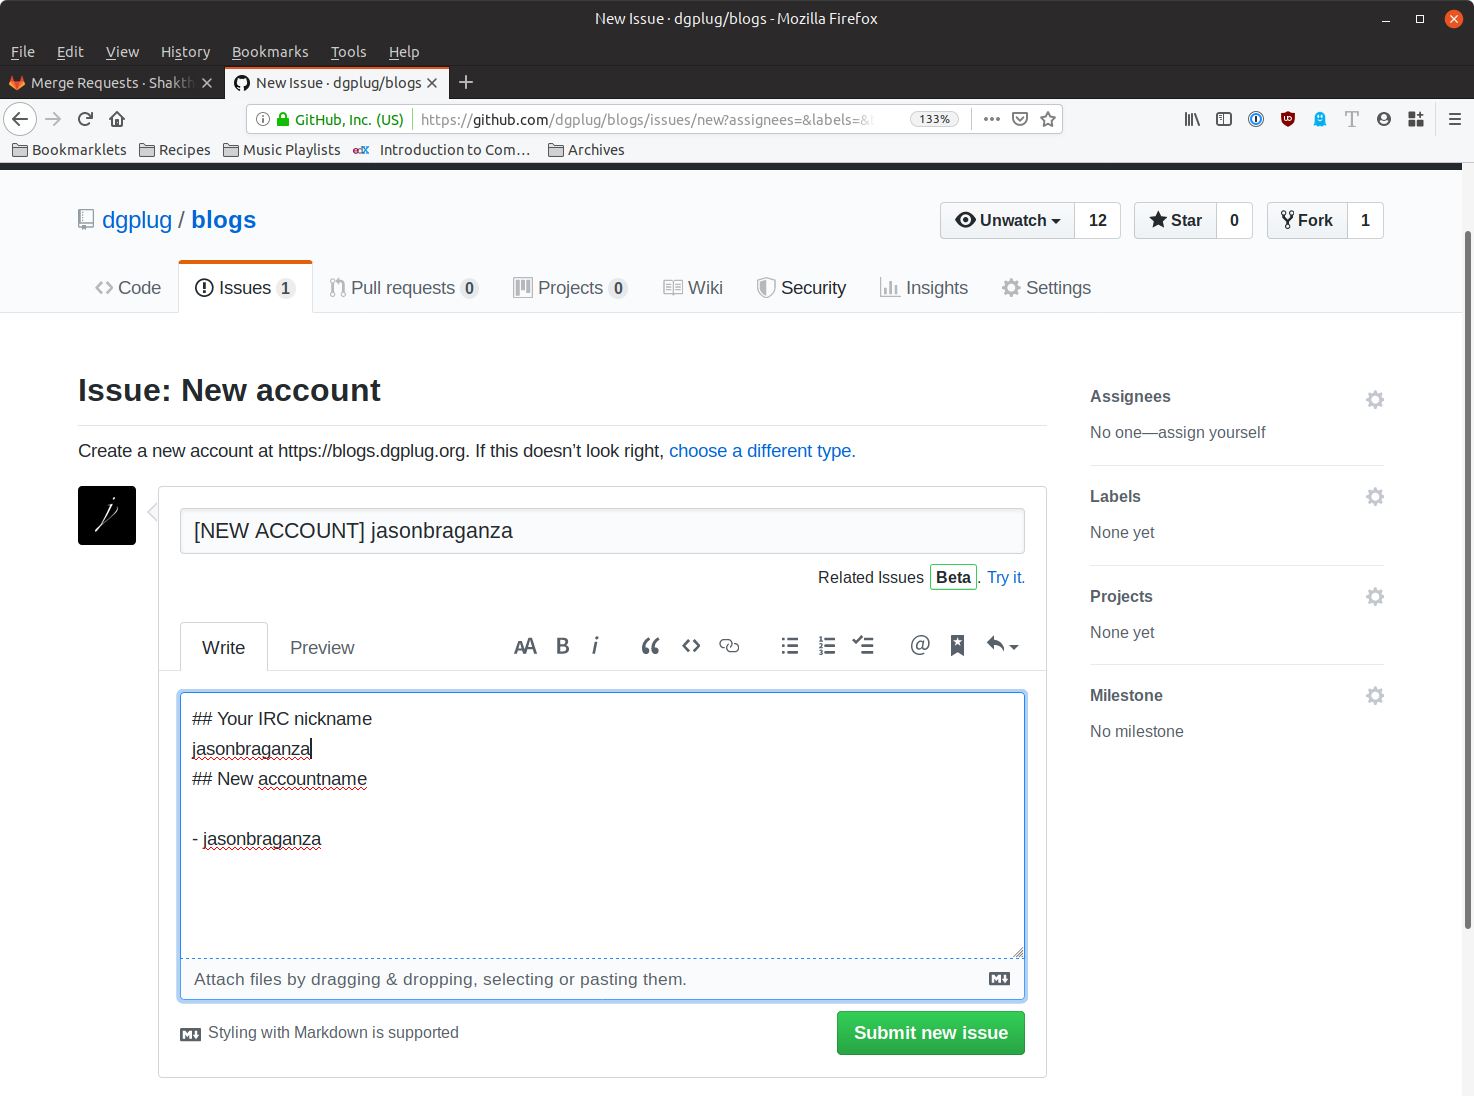 New Issue · dgplug/blogs - Mozilla Firefox
File Edit View History Bookmarks Tools Help
Merge Requests · Shakth
New Issue · dgplug/blogs
GitHub, Inc. (US) https://github.com/dgplug/blogs/issues/new?assignees=&labels=& 133%
Bookmarklets Recipes Music Playlists edX Introduction to Com… Archives
dgplug / blogs
Unwatch 12 Star 0 Fork 1
Code Issues 1 Pull requests 0 Projects 0 Wiki Security Insights Settings
Issue: New account
Create a new account at https://blogs.dgplug.org. If this doesn’t look right, choose a different type.
[NEW ACCOUNT] jasonbraganza
Related Issues Beta. Try it.
Write Preview
## Your IRC nickname
jasonbraganza
## New accountname
- jasonbraganza
Attach files by dragging & dropping, selecting or pasting them.
Styling with Markdown is supported
Submit new issue
Assignees
No one—assign yourself
Labels
None yet
Projects
None yet
Milestone
No milestone